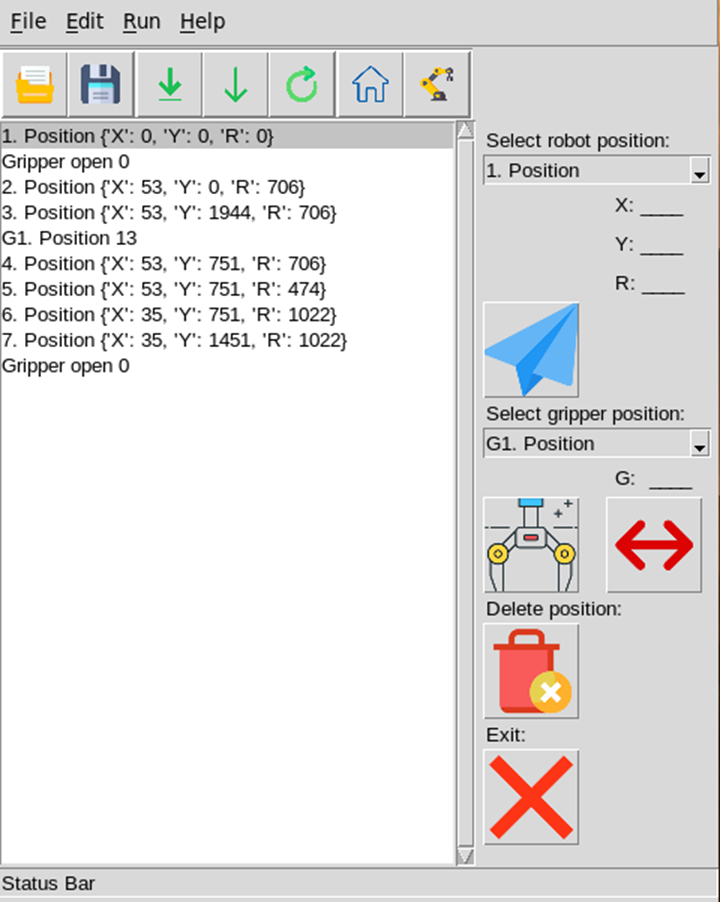 File Edit Run Help
1. Position {'X': 0, 'Y': 0, 'R': 0}
Gripper open 0
2. Position {'X': 53, 'Y': 0, 'R': 706}
3. Position {'X': 53, 'Y': 1944, 'R': 706}
G1. Position 13
4. Position {'X': 53, 'Y': 751, 'R': 706}
5. Position {'X': 53, 'Y': 751, 'R': 474}
6. Position {'X': 35, 'Y': 751, 'R': 1022}
7. Position {'X': 35, 'Y': 1451, 'R': 1022}
Gripper open 0
Select robot position:
1. Position
X: ____
Y: ____
R: ____
Select gripper position:
G1. Position
G: ____
Delete position:
Exit:
Status Bar